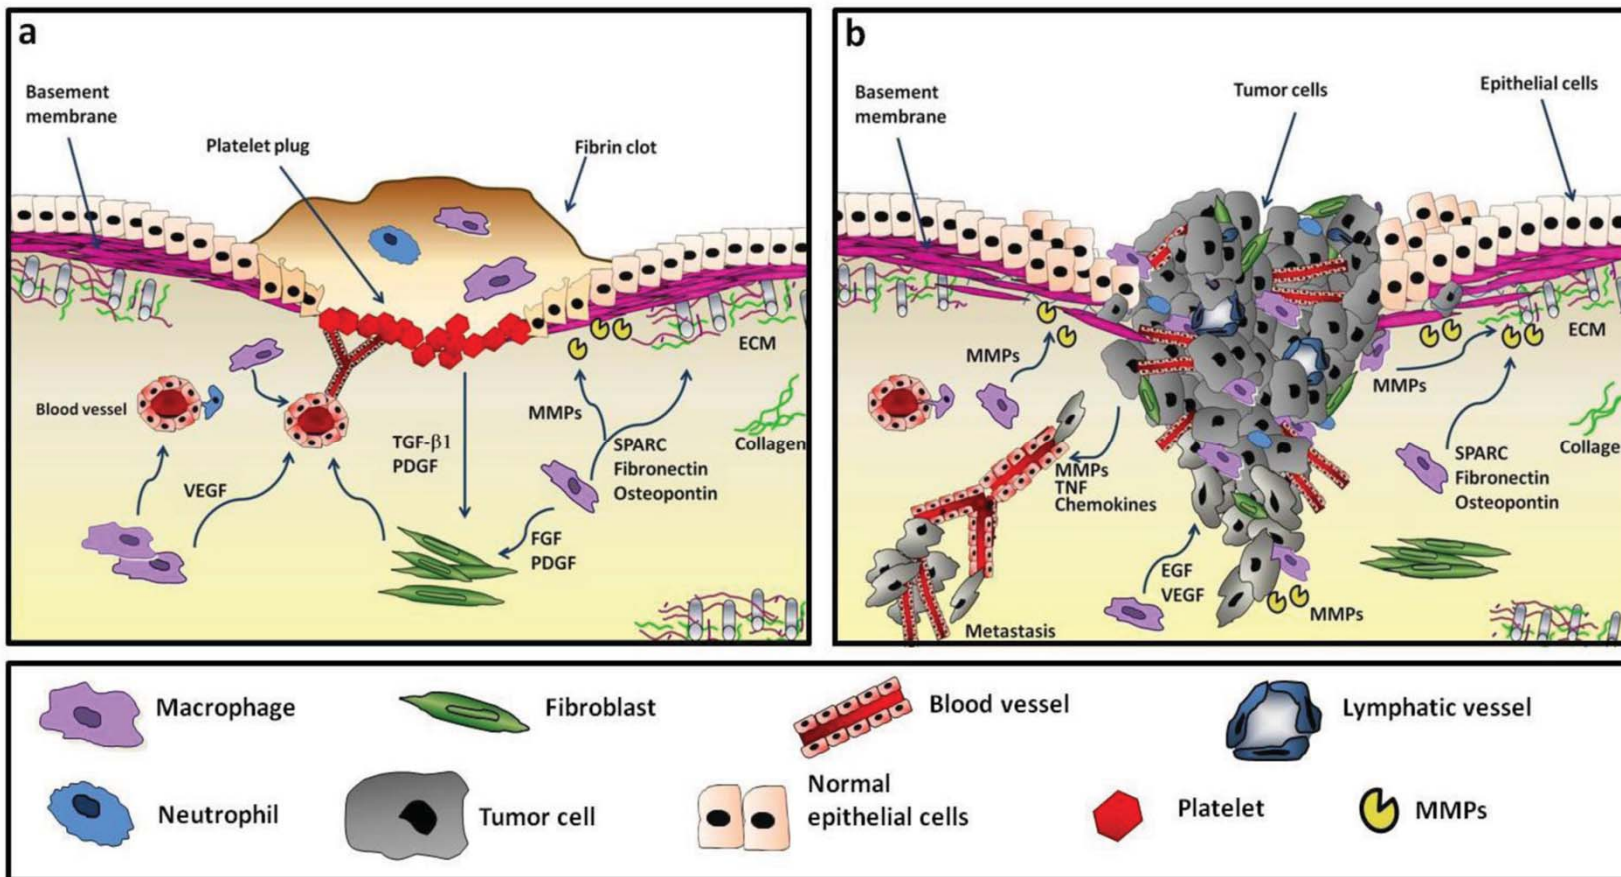 a
Basement
membrane
Platelet plug
Fibrin clot
ECM
Blood vessel
MMPs
Collagen
TGF-β1
PDGF
SPARC
Fibronectin
Osteopontin
VEGF
FGF
PDGF
b
Basement
membrane
Tumor cells
Epithelial cells
ECM
MMPs
MMPs
Collage
MMPs
TNF
Chemokines
SPARC
Fibronectin
Osteopontin
EGF
VEGF
MMPs
Metastasis
Macrophage
Fibroblast
Blood vessel
Lymphatic vessel
Neutrophil
Tumor cell
Normal
epithelial cells
Platelet
MMPs